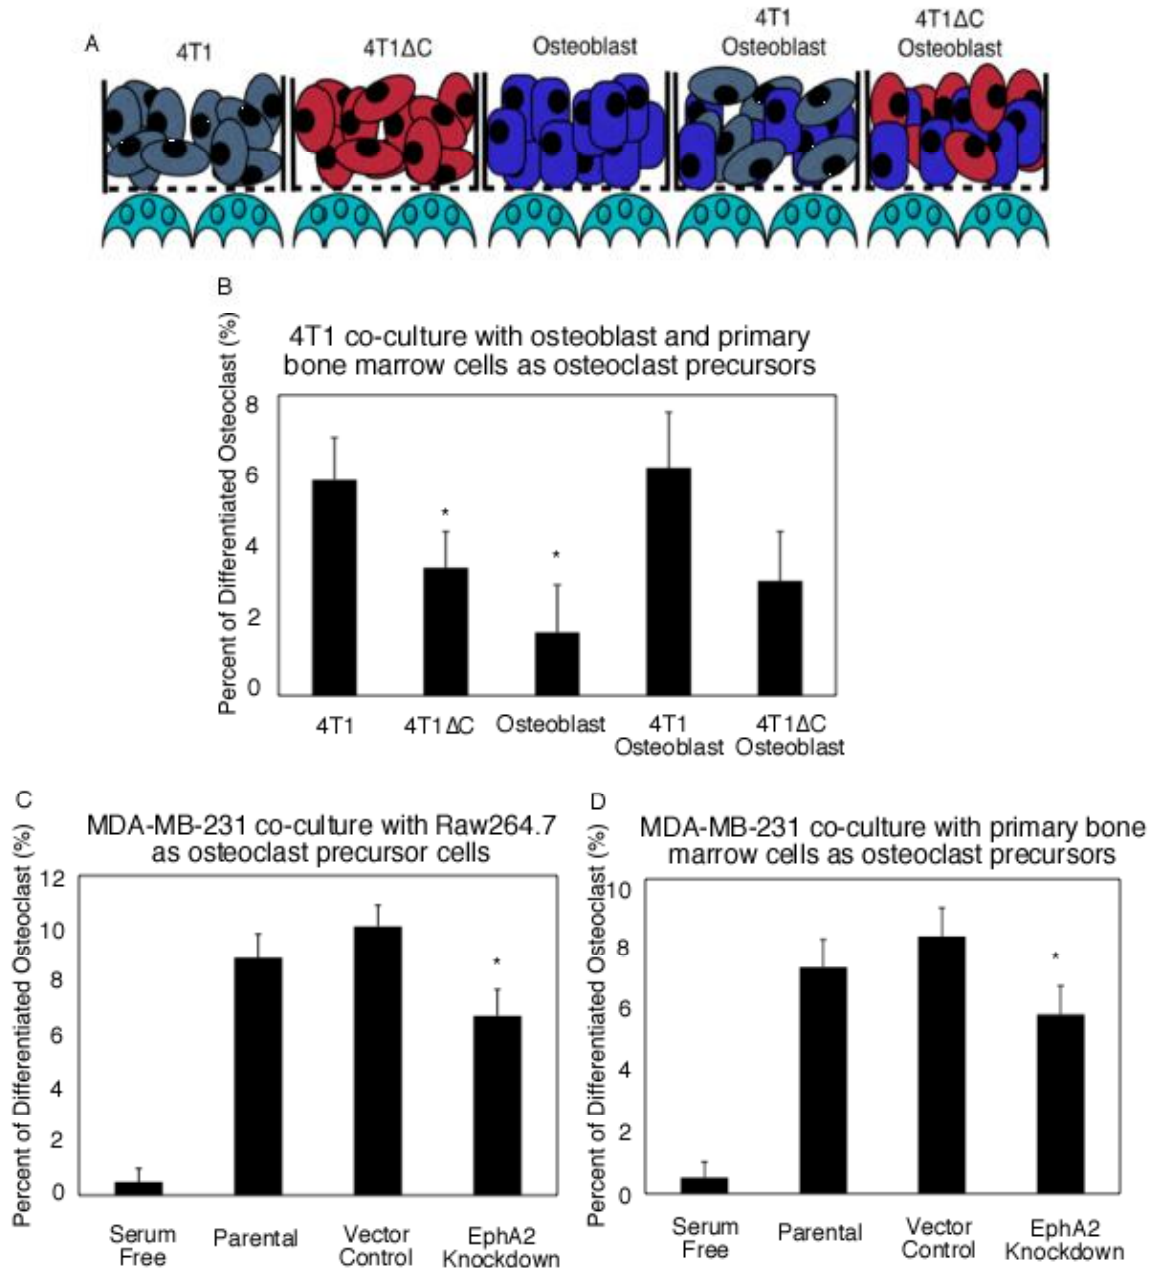 A
4T1
4T1ΔC
Osteoblast
4T1
Osteoblast
4T1ΔC
Osteoblast
B
4T1 co-culture with osteoblast and primary
bone marrow cells as osteoclast precursors
Percent of Differentiated Osteoclast (%)
8
6
4
2
0
*
*
4T1
4T1ΔC
Osteoblast
4T1
Osteoblast
4T1ΔC
Osteoblast
C
MDA-MB-231 co-culture with Raw264.7
as osteoclast precursor cells
Percent of Differentiated Osteoclast (%)
12
10
8
6
4
2
0
*
Serum
Free
Parental
Vector
Control
EphA2
Knockdown
D
MDA-MB-231 co-culture with primary bone
marrow cells as osteoclast precursors
Percent of Differentiated Osteoclast (%)
10
8
6
4
2
0
*
Serum
Free
Parental
Vector
Control
EphA2
Knockdown